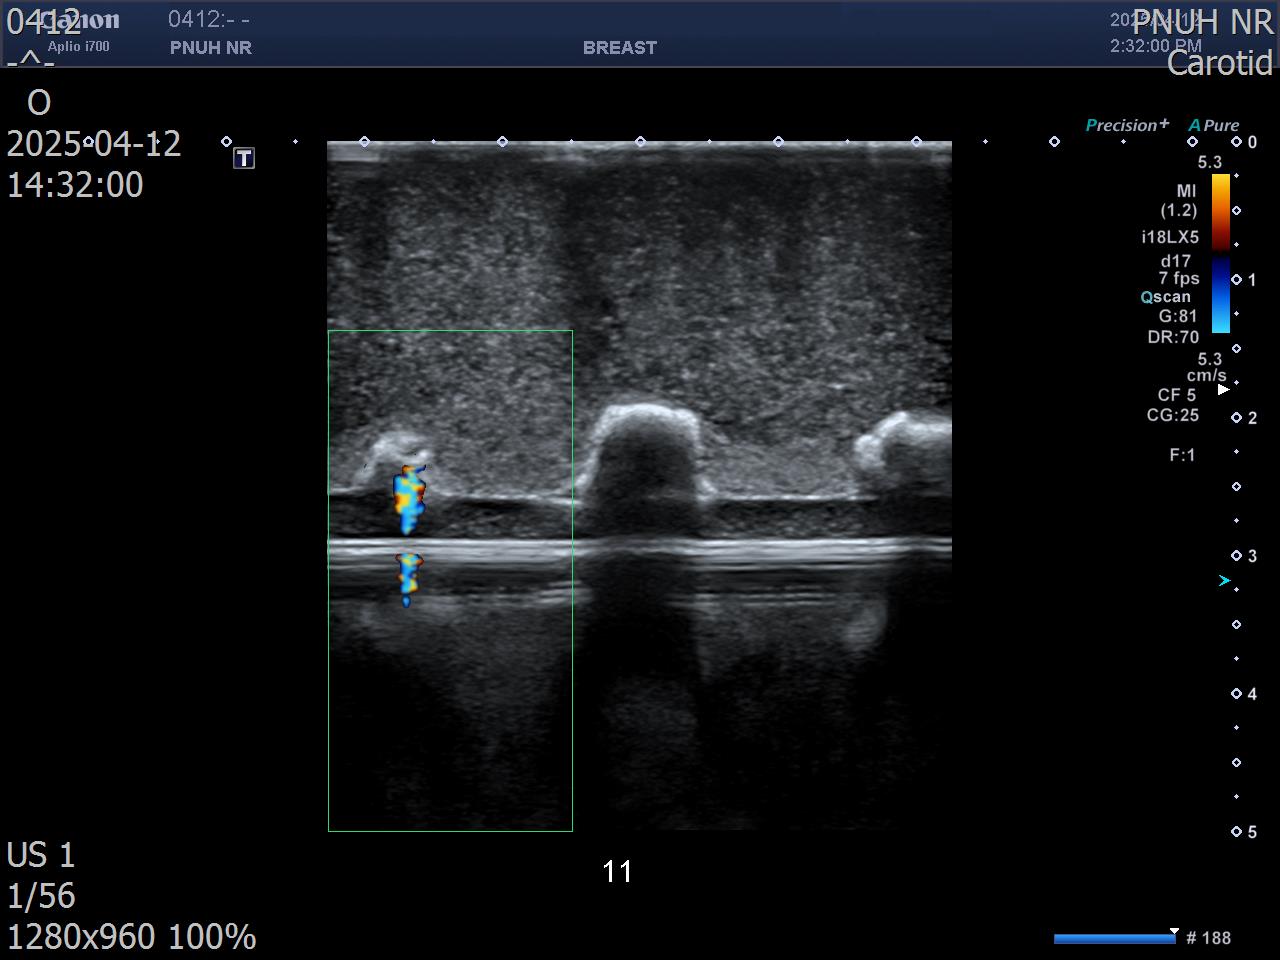 0412
Canon
0412:- -
PNUH NR
-^-
Aplio i700
PNUH NR
BREAST
2:32:00 PM
Carotid
O
2025-04-12
14:32:00
T
Precision+ A Pure
0
5.3
MI
(1.2)
i18LX5
d17
7 fps
1
Qscan
G:81
DR:70
5.3
cm/s
CF 5
CG:25
2
F:1
3
4
5
US 1
1/56
1280x960 100%
11
# 188